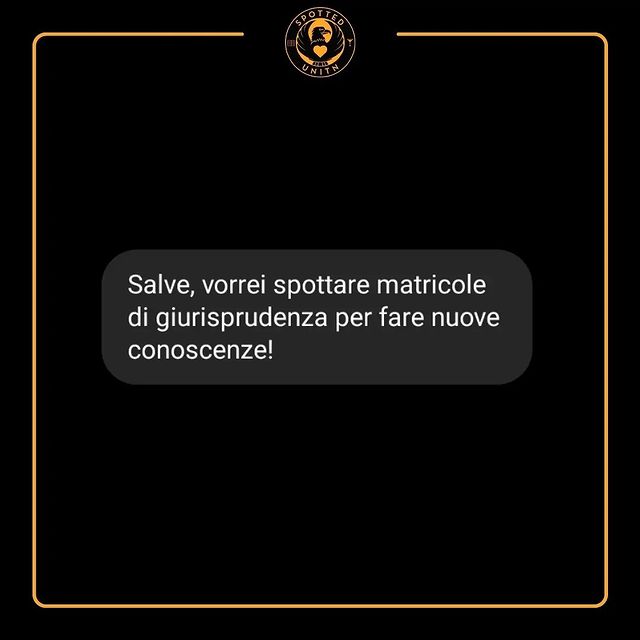 SPOTTED
UNITN
Salve, vorrei spottare matricole
di giurisprudenza per fare nuove
conoscenze!